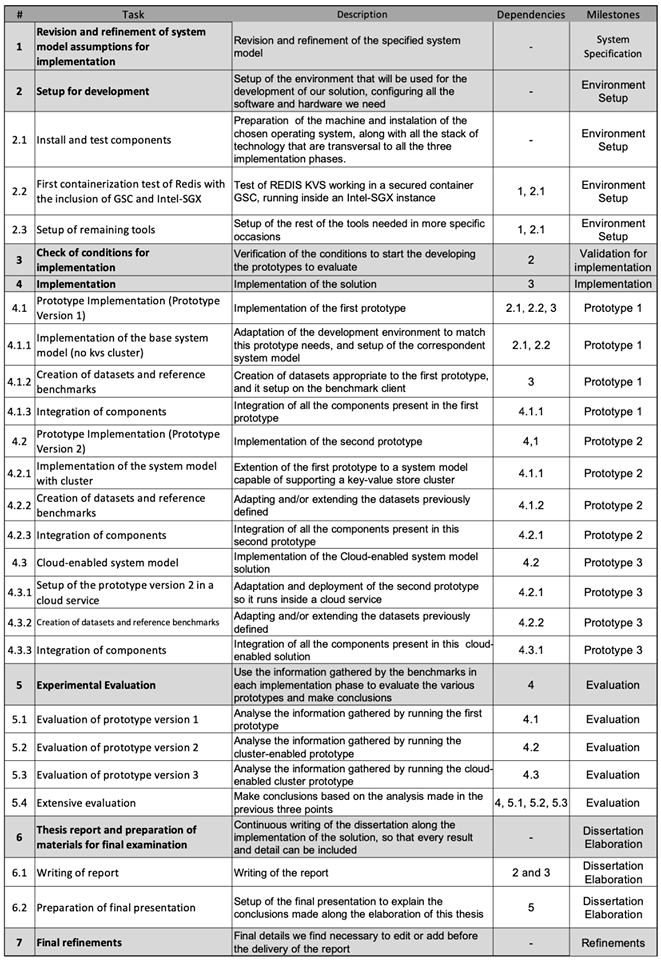 # Task Description Dependencies Milestones
1 Revision and refinement of system model assumptions for implementation Revision and refinement of the specified system model - System Specification
2 Setup for development Setup of the environment that will be used for the development of our solution, configuring all the software and hardware we need - Environment Setup
2.1 Install and test components Preparation of the machine and instalation of the chosen operating system, along with all the stack of technology that are transversal to all the three implementation phases. - Environment Setup
2.2 First containerization test of Redis with the inclusion of GSC and Intel-SGX Test of REDIS KVS working in a secured container GSC, running inside an Intel-SGX instance 1, 2.1 Environment Setup
2.3 Setup of remaining tools Setup of the rest of the tools needed in more specific occasions 1, 2.1 Environment Setup
3 Check of conditions for implementation Verification of the conditions to start the developing the prototypes to evaluate 2 Validation for implementation
4 Implementation Implementation of the solution 3 Implementation
4.1 Prototype Implementation (Prototype Version 1) Implementation of the first prototype 2.1, 2.2, 3 Prototype 1
4.1.1 Implementation of the base system model (no kvs cluster) Adaptation of the development environment to match this prototype needs, and setup of the correspondent system model 2.1, 2.2 Prototype 1
4.1.2 Creation of datasets and reference benchmarks Creation of datasets appropriate to the first prototype, and it setup on the benchmark client 3 Prototype 1
4.1.3 Integration of components Integration of all the components present in the first prototype 4.1.1 Prototype 1
4.2 Prototype Implementation (Prototype Version 2) Implementation of the second prototype 4,1 Prototype 2
4.2.1 Implementation of the system model with cluster Extention of the first prototype to a system model capable of supporting a key-value store cluster 4.1.1 Prototype 2
4.2.2 Creation of datasets and reference benchmarks Adapting and/or extending the datasets previously defined 4.1.2 Prototype 2
4.2.3 Integration of components Integration of all the components present in this second prototype 4.2.1 Prototype 2
4.3 Cloud-enabled system model Implementation of the Cloud-enabled system model solution 4.2 Prototype 3
4.3.1 Setup of the prototype version 2 in a cloud service Adaptation and deployment of the second prototype so it runs inside a cloud service 4.2.1 Prototype 3
4.3.2 Creation of datasets and reference benchmarks Adapting and/or extending the datasets previously defined 4.2.2 Prototype 3
4.3.3 Integration of components Integration of all the components present in this cloud-enabled solution 4.3.1 Prototype 3
5 Experimental Evaluation Use the information gathered by the benchmarks in each implementation phase to evaluate the various prototypes and make conclusions 4 Evaluation
5.1 Evaluation of prototype version 1 Analyse the information gathered by running the first prototype 4.1 Evaluation
5.2 Evaluation of prototype version 2 Analyse the information gathered by running the cluster-enabled prototype 4.2 Evaluation
5.3 Evaluation of prototype version 3 Analyse the information gathered by running the cloud-enabled cluster prototype 4.3 Evaluation
5.4 Extensive evaluation Make conclusions based on the analysis made in the previous three points 4, 5.1, 5.2, 5.3 Evaluation
6 Thesis report and preparation of materials for final examination Continuous writing of the dissertation along the implementation of the solution, so that every result and detail can be included - Dissertation Elaboration
6.1 Writing of report Writing of the report 2 and 3 Dissertation Elaboration
6.2 Preparation of final presentation Setup of the final presentation to explain the conclusions made along the elaboration of this thesis 5 Dissertation Elaboration
7 Final refinements Final details we find necessary to edit or add before the delivery of the report - Refinements